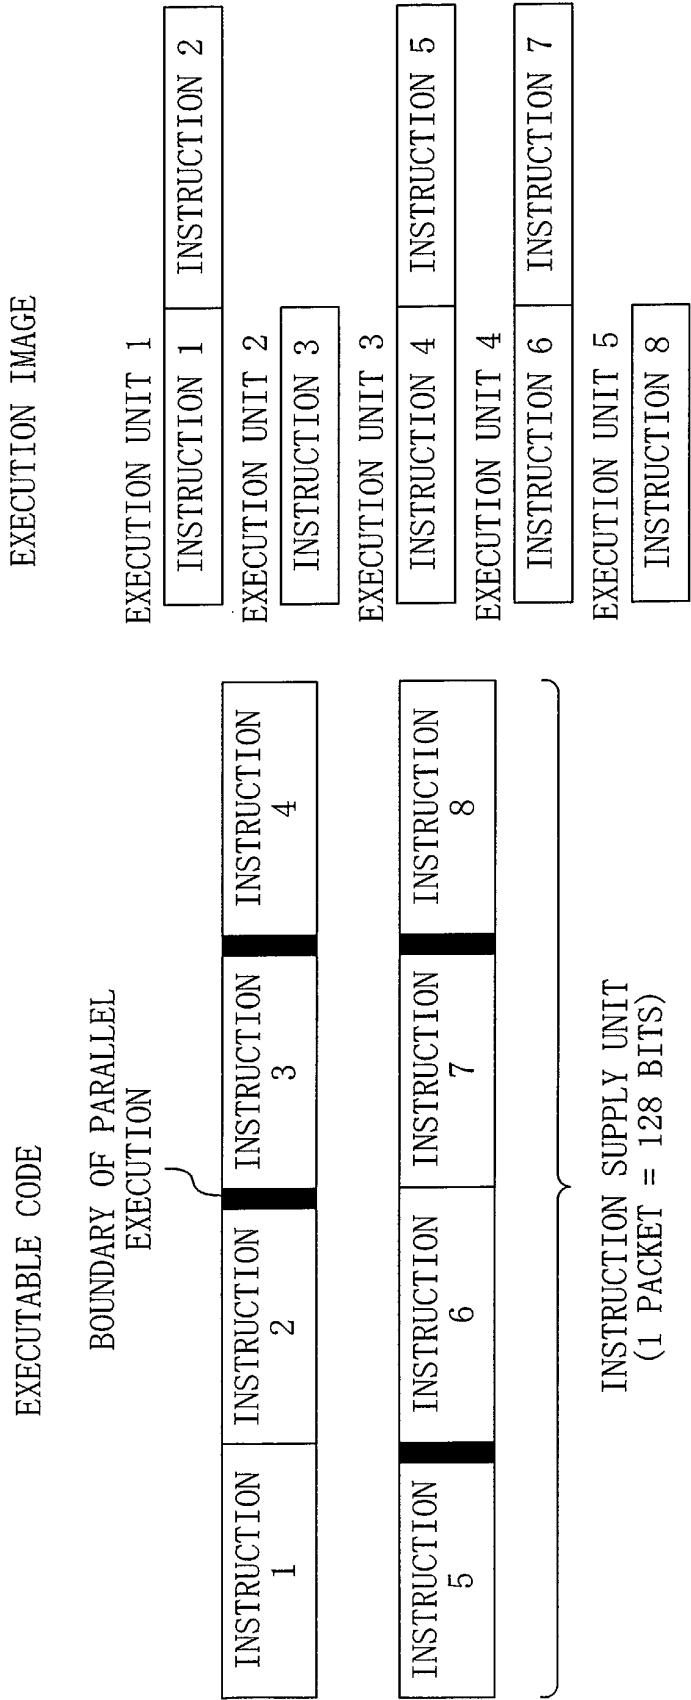 EXECUTABLE CODE
BOUNDARY OF PARALLEL
EXECUTION
INSTRUCTION
1
INSTRUCTION
2
INSTRUCTION
3
INSTRUCTION
4
INSTRUCTION
5
INSTRUCTION
6
INSTRUCTION
7
INSTRUCTION
8
INSTRUCTION SUPPLY UNIT
(1 PACKET = 128 BITS)
EXECUTION IMAGE
EXECUTION UNIT 1
INSTRUCTION 1
INSTRUCTION 2
EXECUTION UNIT 2
INSTRUCTION 3
EXECUTION UNIT 3
INSTRUCTION 4
INSTRUCTION 5
EXECUTION UNIT 4
INSTRUCTION 6
INSTRUCTION 7
EXECUTION UNIT 5
INSTRUCTION 8